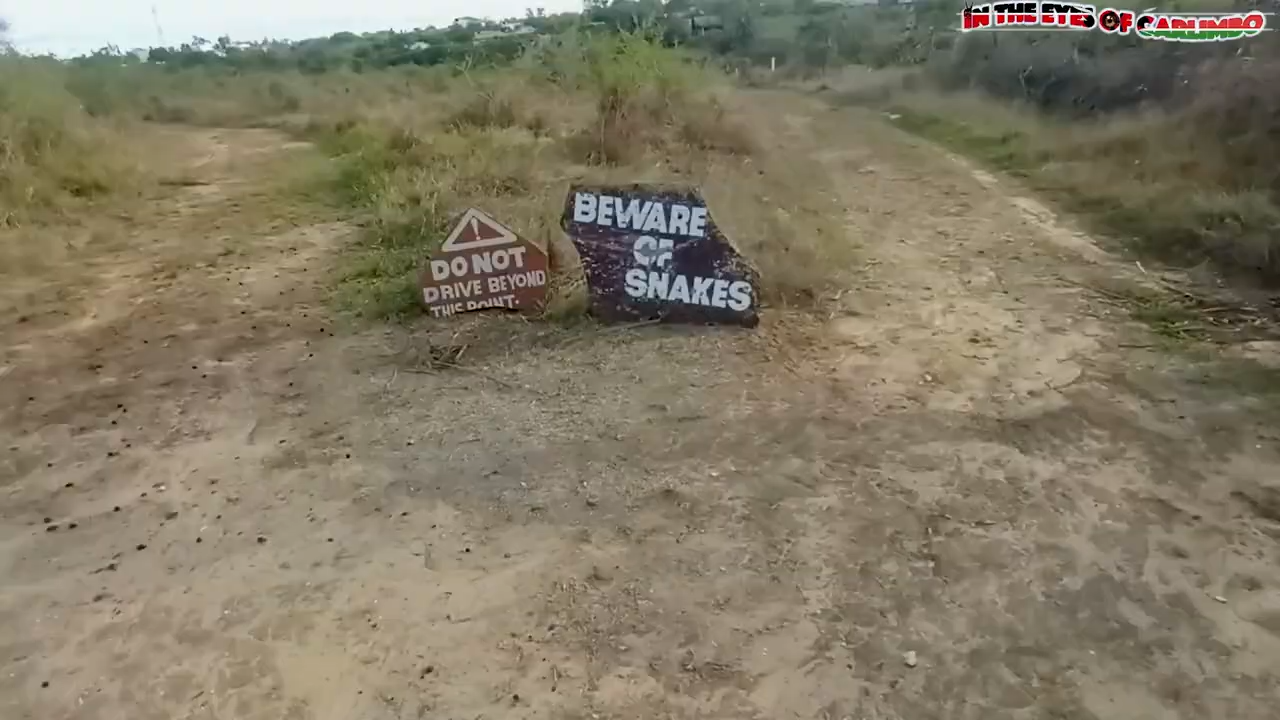 IN THE EYES OF CARLIMBO
DO NOT
DRIVE BEYOND
THIS POINT.
BEWARE
OF
SNAKES